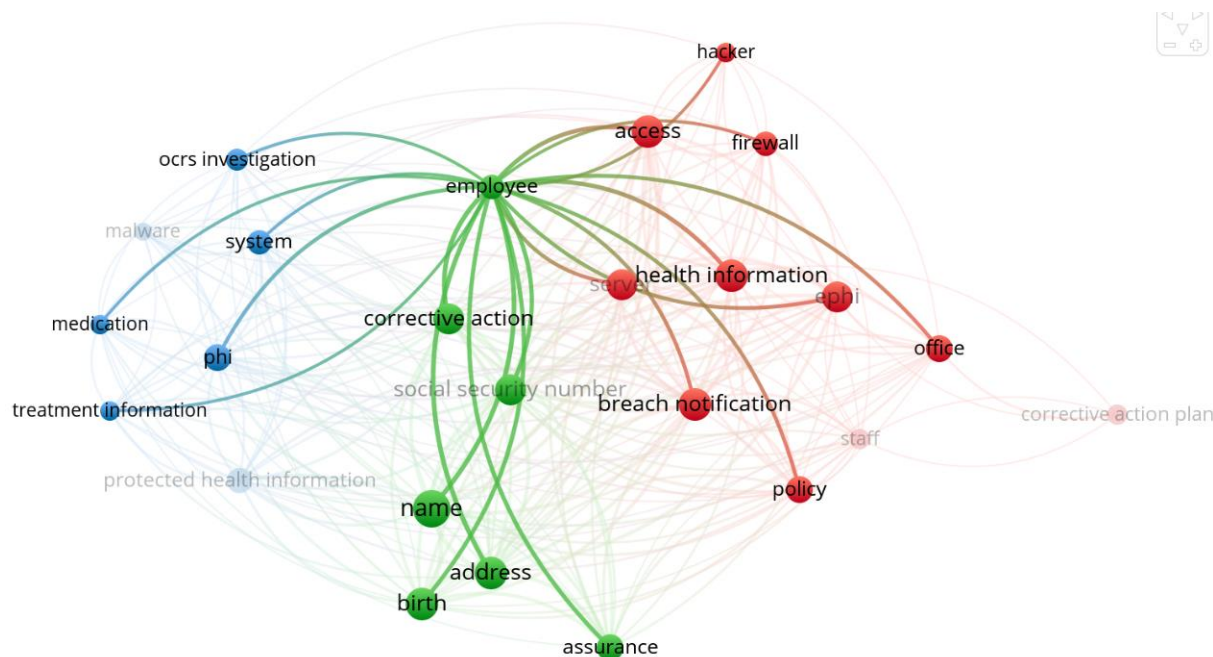 hacker
access
firewall
ocrs investigation
employee
malware
system
health information
server
ephi
medication
corrective action
phi
office
social security number
breach notification
treatment information
corrective action plan
staff
protected health information
policy
name
address
birth
assurance